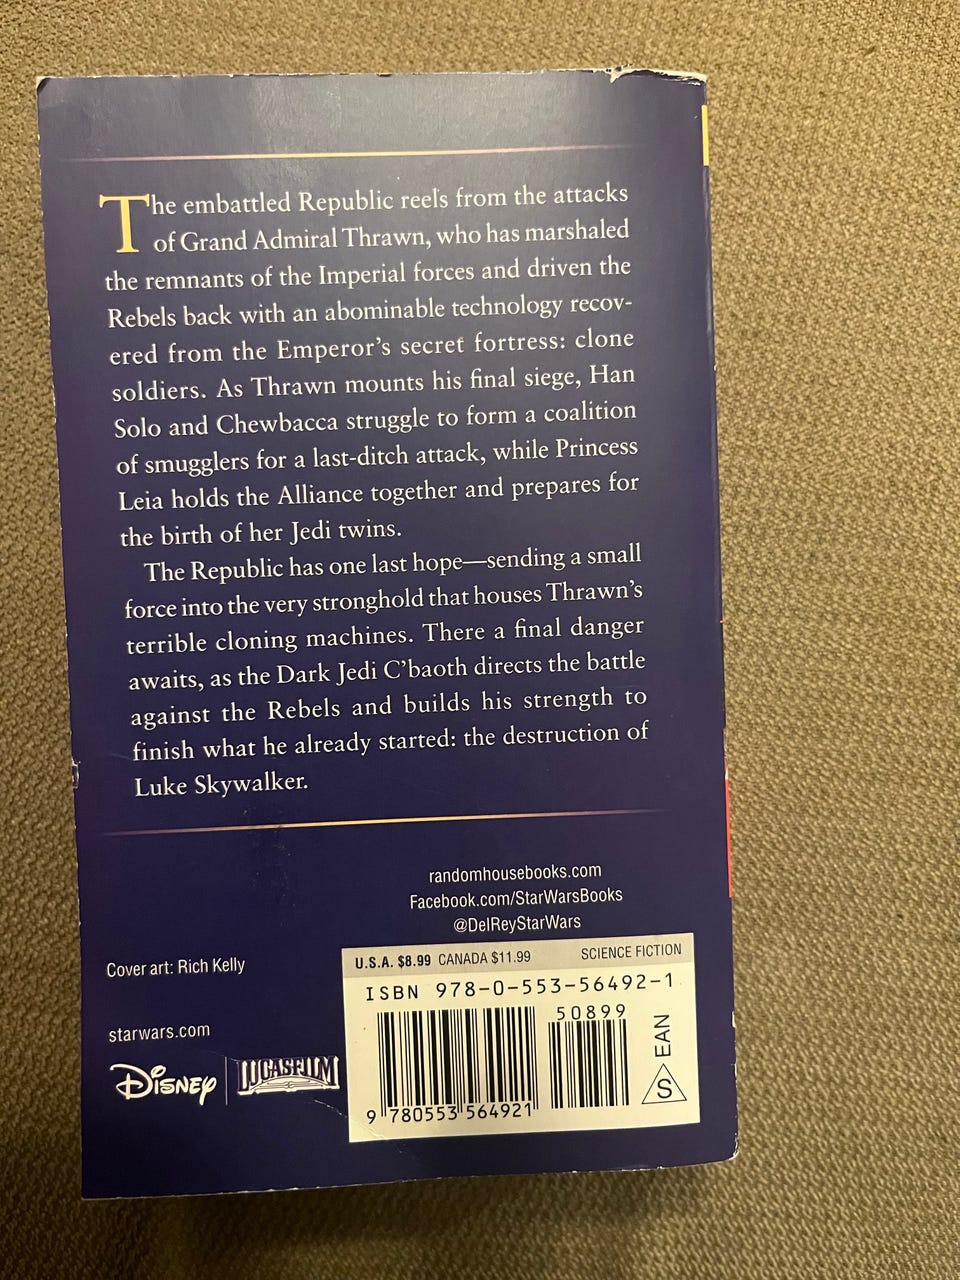 The embattled Republic reels from the attacks
of Grand Admiral Thrawn, who has marshaled
the remnants of the Imperial forces and driven the
Rebels back with an abominable technology recov-
ered from the Emperor's secret fortress: clone
soldiers. As Thrawn mounts his final siege, Han
Solo and Chewbacca struggle to form a coalition
of smugglers for a last-ditch attack, while Princess
Leia holds the Alliance together and prepares for
the birth of her Jedi twins.
The Republic has one last hope—sending a small
force into the very stronghold that houses Thrawn's
terrible cloning machines. There a final danger
awaits, as the Dark Jedi C'baoth directs the battle
against the Rebels and builds his strength to
finish what he already started: the destruction of
Luke Skywalker.
randomhousebooks.com
Facebook.com/StarWarsBooks
@DelReyStarWars
Cover art: Rich Kelly
starwars.com
Disney
LUCASFILM
U.S.A. $8.99 CANADA $11.99 SCIENCE FICTION
ISBN 978-0-553-56492-1
50899
9 780553 564921
EAN
S